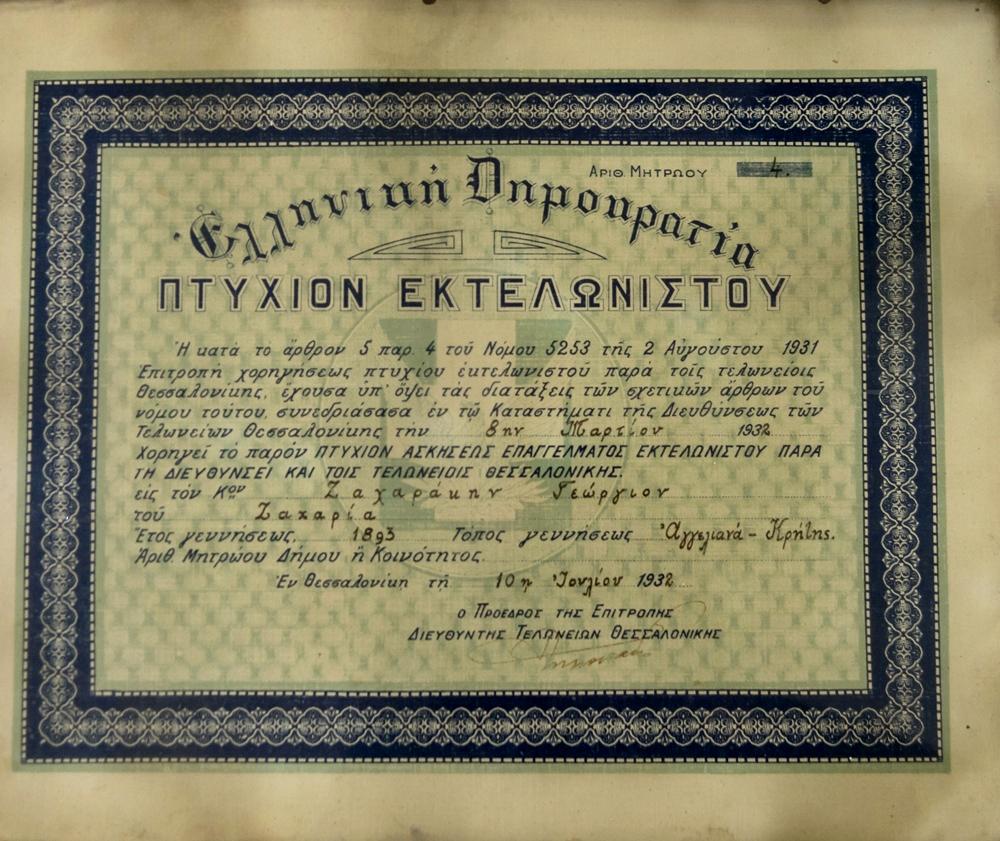 ΑΡΙΘ. ΜΗΤΡΩΟΥ 4.
Ἑλληνικὴ Δημοκρατία
ΠΤΥΧΙΟΝ ΕΚΤΕΛΩΝΙΣΤΟΥ
Ἡ κατὰ τὸ ἄρθρον 5 παρ. 4 τοῦ Νόμου 5253 τῆς 2 Αὐγούστου 1931
Ἐπιτροπὴ χορηγήσεως πτυχίου ἐκτελωνιστοῦ παρὰ τοῖς τελωνείοις
Θεσσαλονίκης, ἔχουσα ὑπ' ὄψει τὰς διατάξεις τῶν σχετικῶν ἄρθρων τοῦ
νόμου τούτου, συνεδριάσασα ἐν τῷ Καταστήματι τῆς Διευθύνσεως τῶν
Τελωνείων Θεσσαλονίκης τὴν 8ην Μαρτίου 1932
Χορηγεῖ τὸ παρὸν ΠΤΥΧΙΟΝ ΑΣΚΗΣΕΩΣ ΕΠΑΓΓΕΛΜΑΤΟΣ ΕΚΤΕΛΩΝΙΣΤΟΥ ΠΑΡΑ
ΤΗ ΔΙΕΥΘΥΝΣΕΙ ΚΑΙ ΤΟΙΣ ΤΕΛΩΝΕΙΟΙΣ ΘΕΣΣΑΛΟΝΙΚΗΣ.
εἰς τὸν Κον Ζαχαράκην Γεώργιον
τοῦ Ζαχαρία
Ἔτος γεννήσεως, 1893 Τόπος γεννήσεως Ἀγγελιανά - Κρήτης.
Ἀριθ. Μητρώου Δήμου ἢ Κοινότητος.
Ἐν Θεσσαλονίκῃ τῇ 10η Ἰουλίου 1932
Ο ΠΡΟΕΔΡΟΣ ΤΗΣ ΕΠΙΤΡΟΠΗΣ
ΔΙΕΥΘΥΝΤΗΣ ΤΕΛΩΝΕΙΩΝ ΘΕΣΣΑΛΟΝΙΚΗΣ